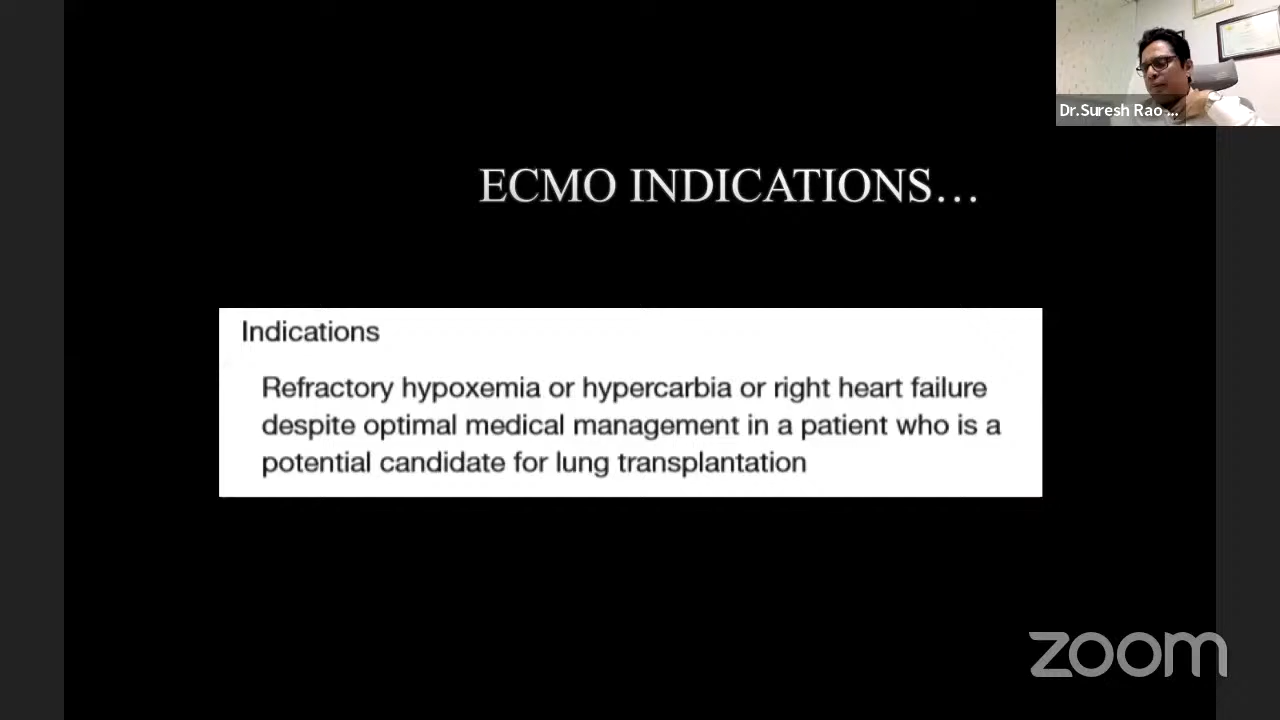 Dr.Suresh Rao ...
ECMO INDICATIONS...
Indications
Refractory hypoxemia or hypercarbia or right heart failure
despite optimal medical management in a patient who is a
potential candidate for lung transplantation
zoom